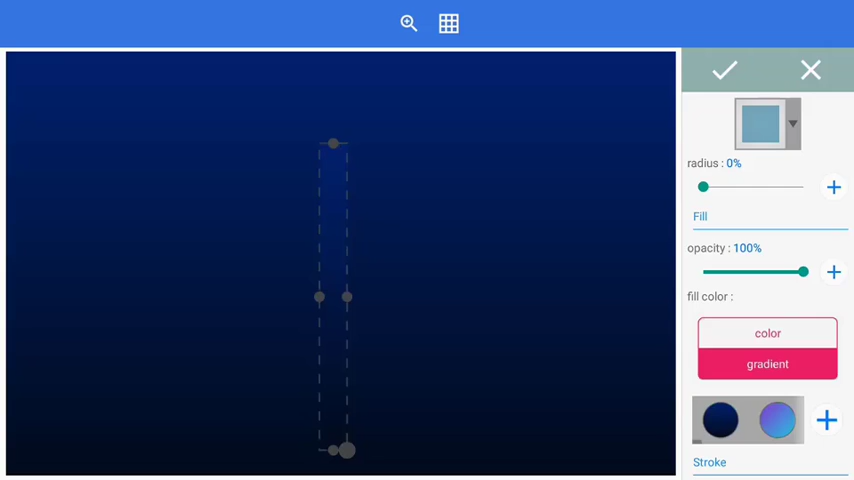 radius : 0%
Fill
opacity : 100%
fill color :
color
gradient
Stroke